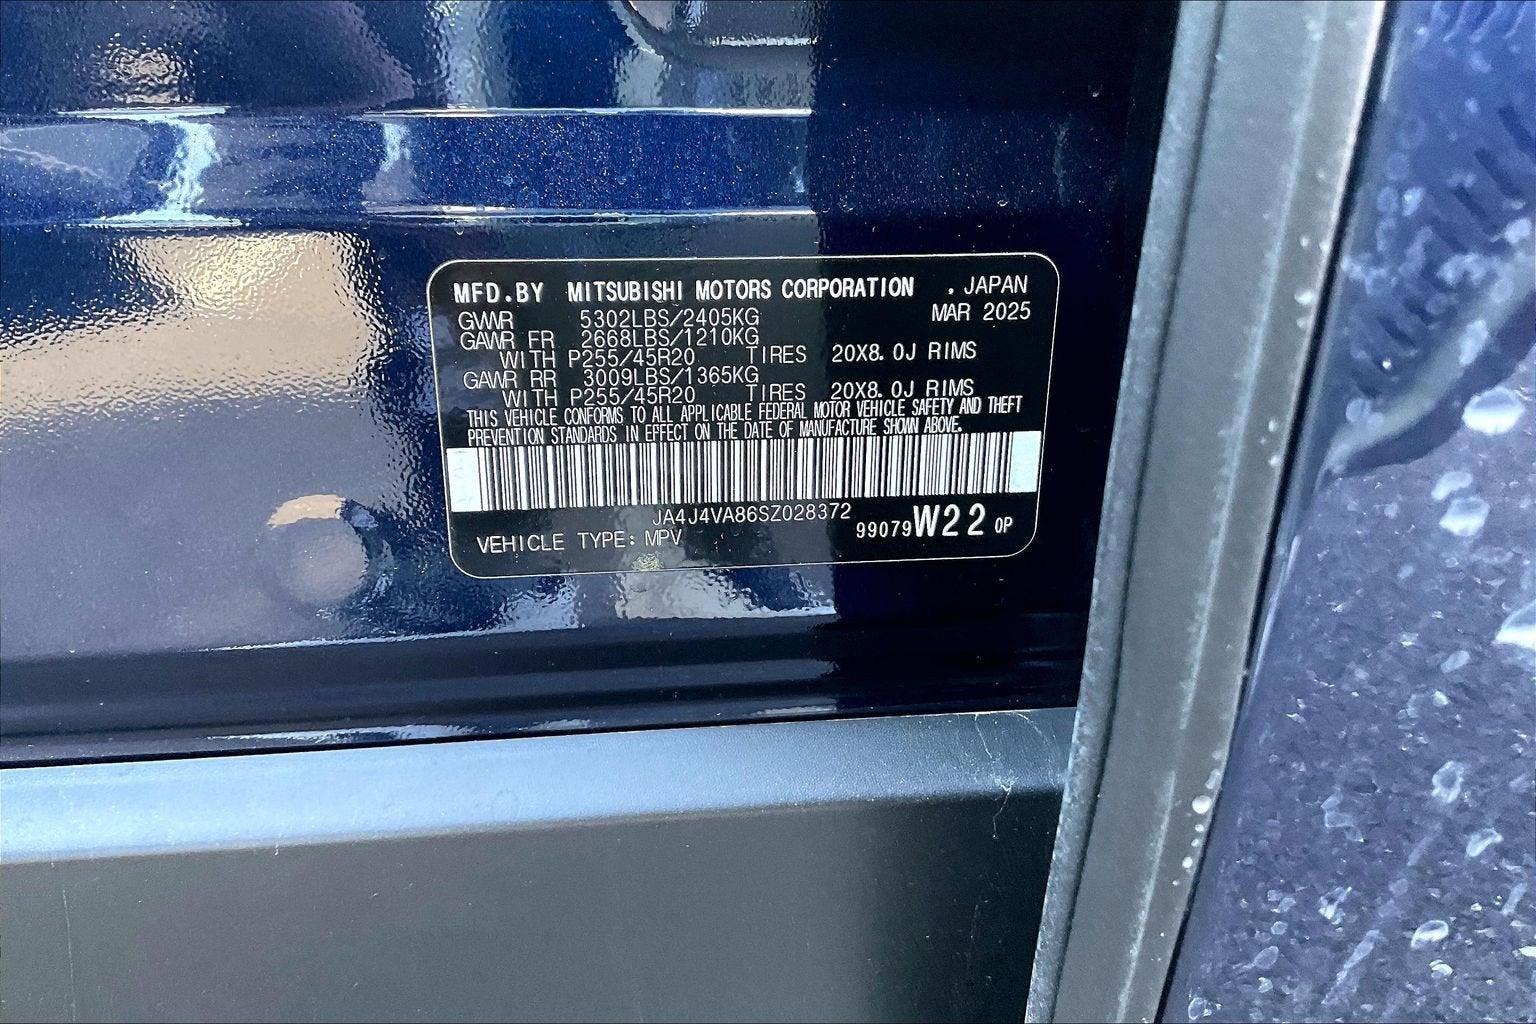 MFD.BY MITSUBISHI MOTORS CORPORATION , JAPAN
MAR 2025
GVWR 5302LBS/2405KG
GAWR FR 2668LBS/1210KG
WITH P255/45R20 TIRES 20X8.0J RIMS
GAWR RR 3009LBS/1365KG
WITH P255/45R20 TIRES 20X8.0J RIMS
THIS VEHICLE CONFORMS TO ALL APPLICABLE FEDERAL MOTOR VEHICLE SAFETY AND THEFT
PREVENTION STANDARDS IN EFFECT ON THE DATE OF MANUFACTURE SHOWN ABOVE.
JA4J4VA86SZ028372
VEHICLE TYPE: MPV
99079W22 0P